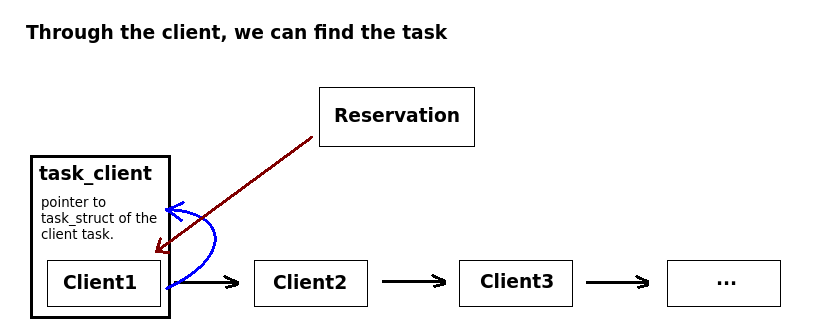 Through the client, we can find the task
Reservation
task_client
pointer to
task_struct of the
client task.
Client1
Client2
Client3
...